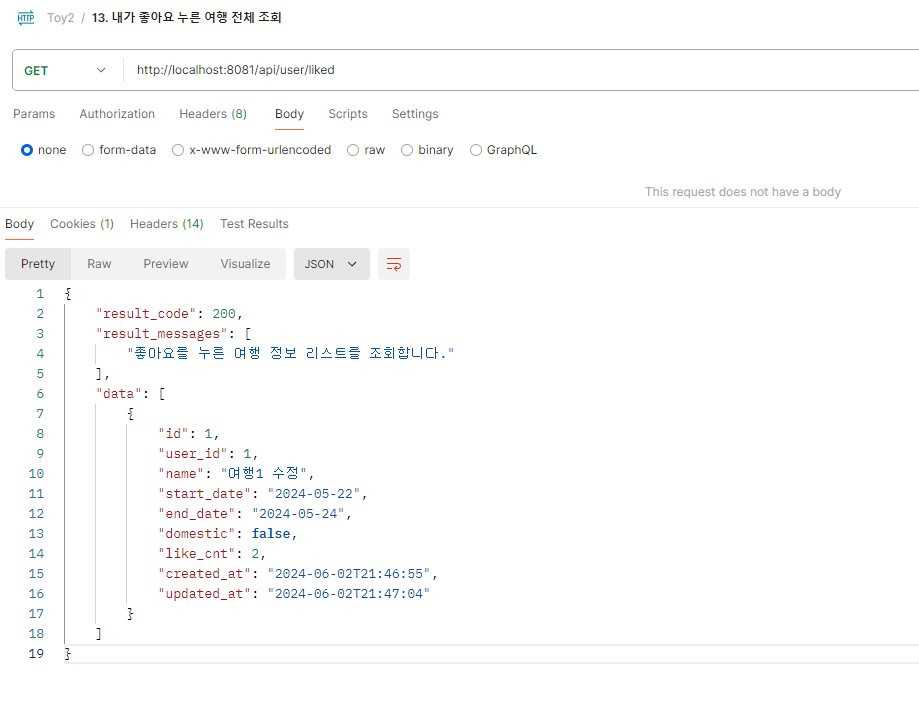 HTTP Toy2 / 13. 내가 좋아요 누른 여행 전체 조회
GET http://localhost:8081/api/user/liked
Params Authorization Headers (8) Body Scripts Settings
none form-data x-www-form-urlencoded raw binary GraphQL
This request does not have a body
Body Cookies (1) Headers (14) Test Results
Pretty Raw Preview Visualize JSON
1 {
2 "result_code": 200,
3 "result_messages": [
4 "좋아요를 누른 여행 정보 리스트를 조회합니다."
5 ],
6 "data": [
7 {
8 "id": 1,
9 "user_id": 1,
10 "name": "여행1 수정",
11 "start_date": "2024-05-22",
12 "end_date": "2024-05-24",
13 "domestic": false,
14 "like_cnt": 2,
15 "created_at": "2024-06-02T21:46:55",
16 "updated_at": "2024-06-02T21:47:04"
17 }
18 ]
19 }